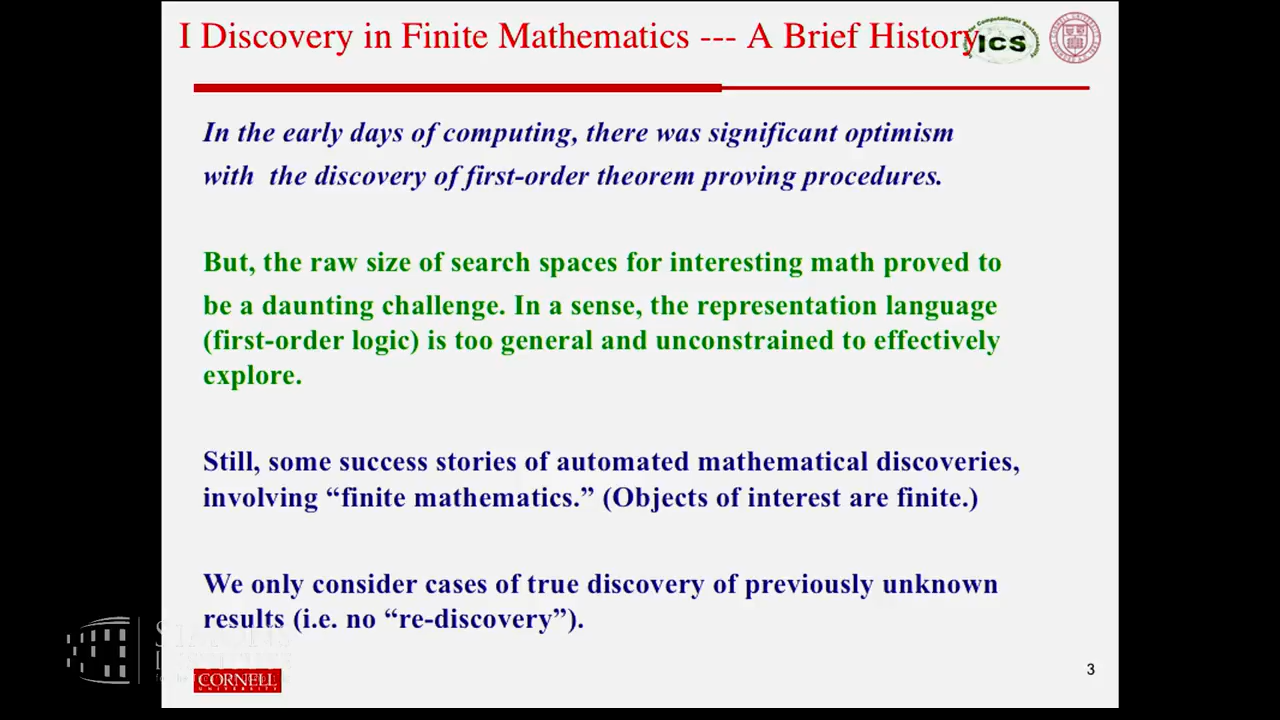 I Discovery in Finite Mathematics --- A Brief History
ICS
In the early days of computing, there was significant optimism
with the discovery of first-order theorem proving procedures.
But, the raw size of search spaces for interesting math proved to
be a daunting challenge. In a sense, the representation language
(first-order logic) is too general and unconstrained to effectively
explore.
Still, some success stories of automated mathematical discoveries,
involving “finite mathematics.” (Objects of interest are finite.)
We only consider cases of true discovery of previously unknown
results (i.e. no “re-discovery”).
CORNELL
UNIVERSITY
3